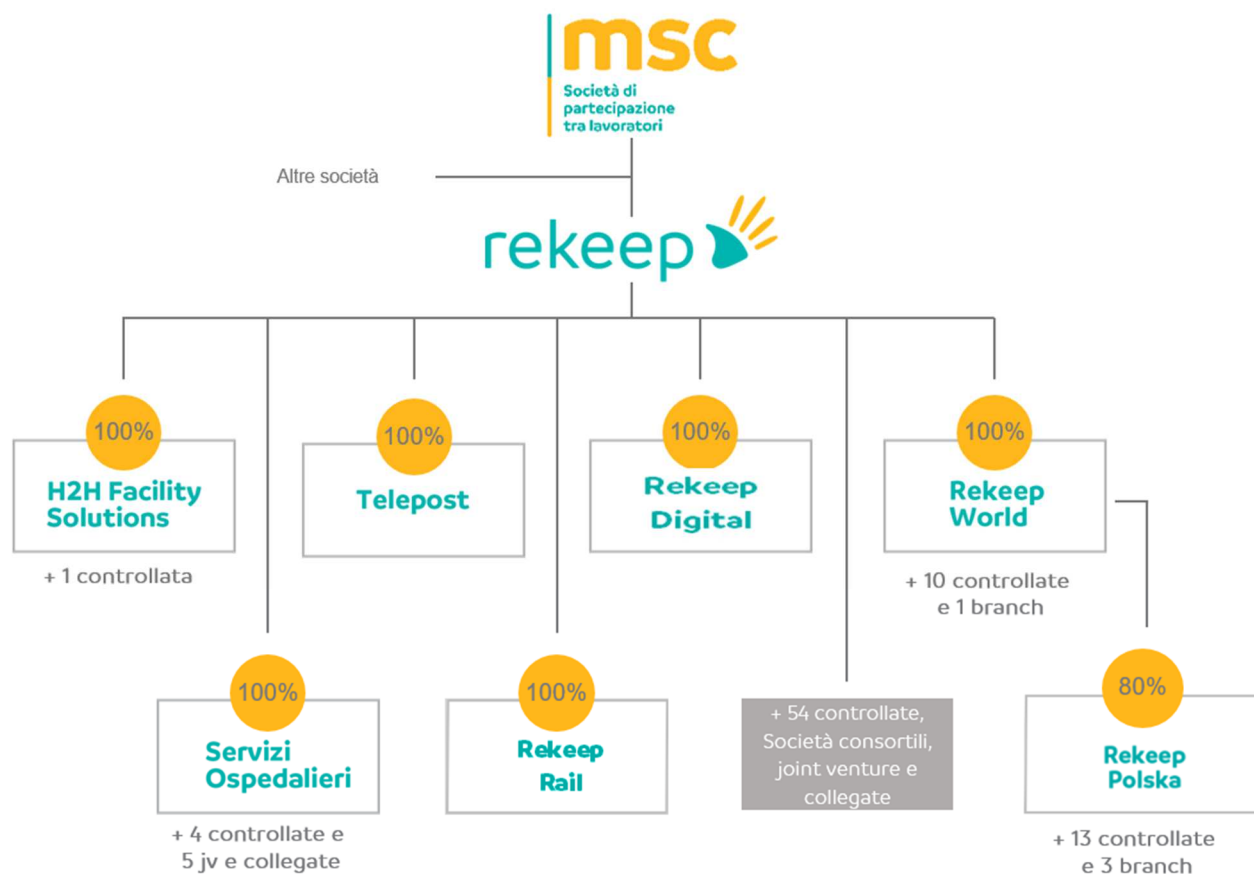 msc
Società di
partecipazione
tra lavoratori
Altre società
rekeep
100%
H2H Facility
Solutions
+ 1 controllata
100%
Telepost
100%
Rekeep
Digital
100%
Rekeep
World
+ 10 controllate
e 1 branch
100%
Servizi
Ospedalieri
+ 4 controllate e
5 jv e collegate
100%
Rekeep
Rail
+ 54 controllate,
Società consortili,
joint venture e
collegate
80%
Rekeep
Polska
+ 13 controllate
e 3 branch